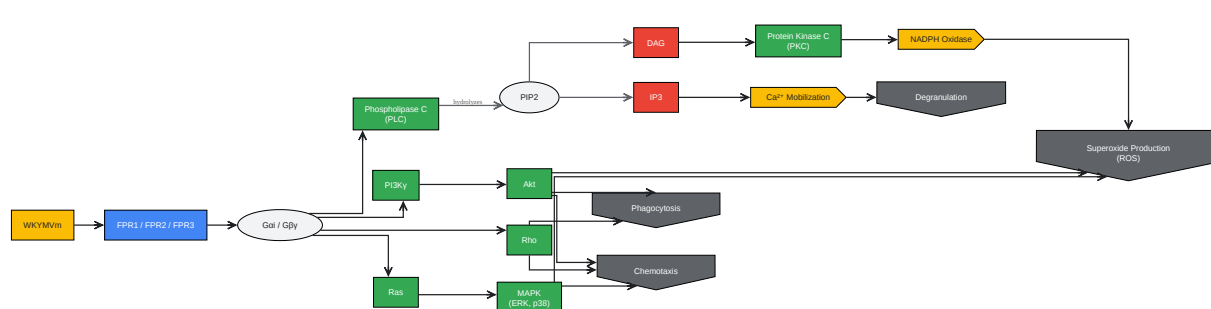 DAG
Protein Kinase C
(PKC)
NADPH Oxidase
Phospholipase C
(PLC)
hydrolyzes
PIP2
IP3
Ca²⁺ Mobilization
Degranulation
Superoxide Production
(ROS)
PI3Kγ
Akt
Phagocytosis
WKYMVm
FPR1 / FPR2 / FPR3
Gαi / Gβγ
Rho
Chemotaxis
Ras
MAPK
(ERK, p38)